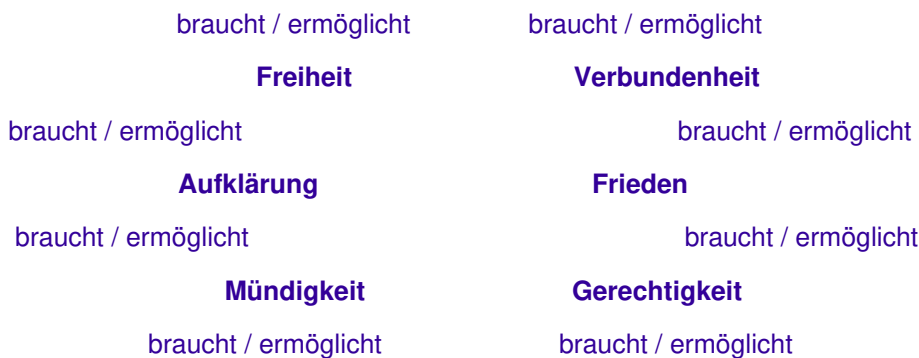 braucht / ermöglicht braucht / ermöglicht
Freiheit Verbundenheit
braucht / ermöglicht braucht / ermöglicht
Aufklärung Frieden
braucht / ermöglicht braucht / ermöglicht
Mündigkeit Gerechtigkeit
braucht / ermöglicht braucht / ermöglicht